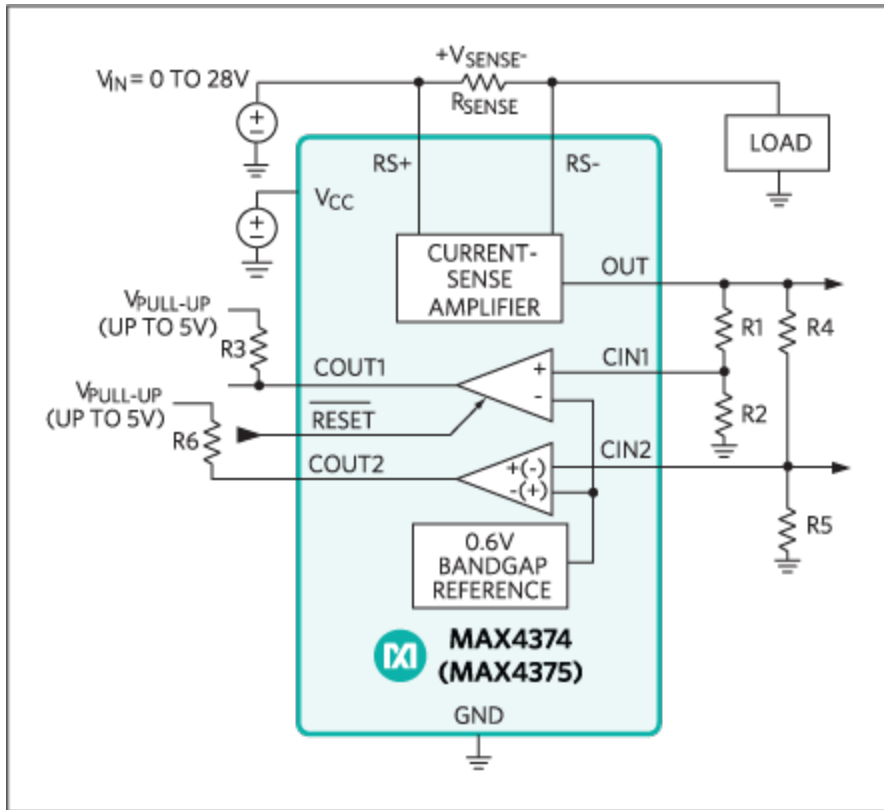 +VSENSE-
VIN = 0 TO 28V
RSENSE
LOAD
RS+
RS-
VCC
CURRENT-
SENSE
AMPLIFIER
OUT
VPULL-UP
(UP TO 5V)
R3
R1
R4
COUT1
CIN1
+
-
VPULL-UP
(UP TO 5V)
RESET
R2
R6
COUT2
CIN2
+(-)
-(+)
R5
0.6V
BANDGAP
REFERENCE
MAX4374
(MAX4375)
GND